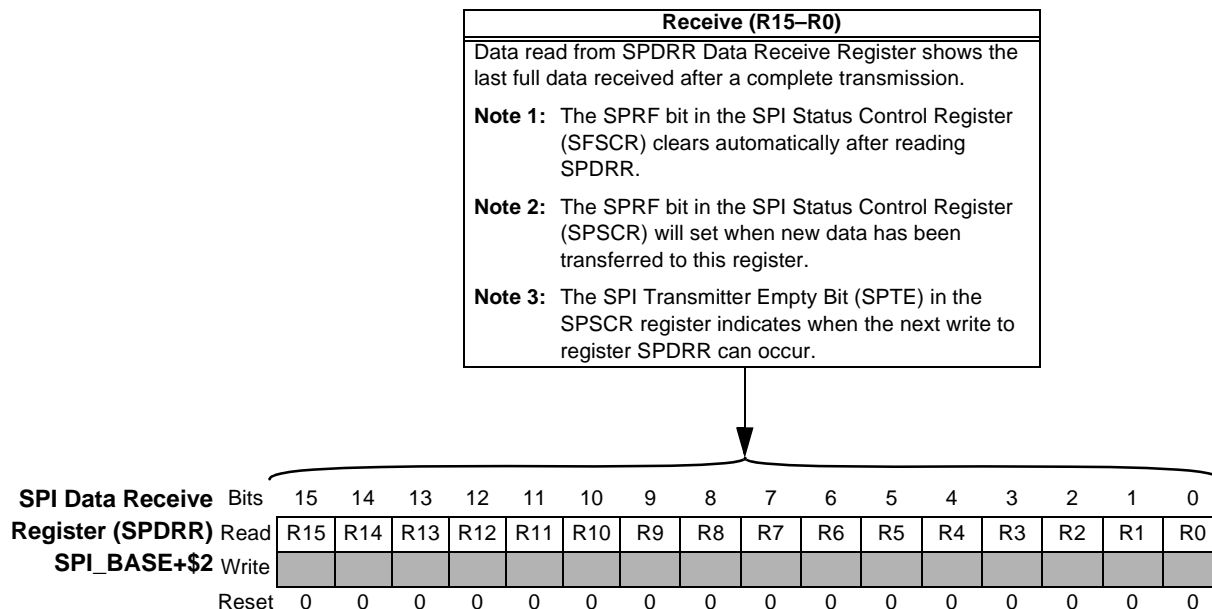 Receive (R15–R0)
Data read from SPDRR Data Receive Register shows the
last full data received after a complete transmission.
Note 1: The SPRF bit in the SPI Status Control Register
(SFSCR) clears automatically after reading
SPDRR.
Note 2: The SPRF bit in the SPI Status Control Register
(SPSCR) will set when new data has been
transferred to this register.
Note 3: The SPI Transmitter Empty Bit (SPTE) in the
SPSCR register indicates when the next write to
register SPDRR can occur.
SPI Data Receive Bits 15 14 13 12 11 10 9 8 7 6 5 4 3 2 1 0
Register (SPDRR) Read R15 R14 R13 R12 R11 R10 R9 R8 R7 R6 R5 R4 R3 R2 R1 R0
SPI_BASE+$2 Write
Reset 0 0 0 0 0 0 0 0 0 0 0 0 0 0 0 0